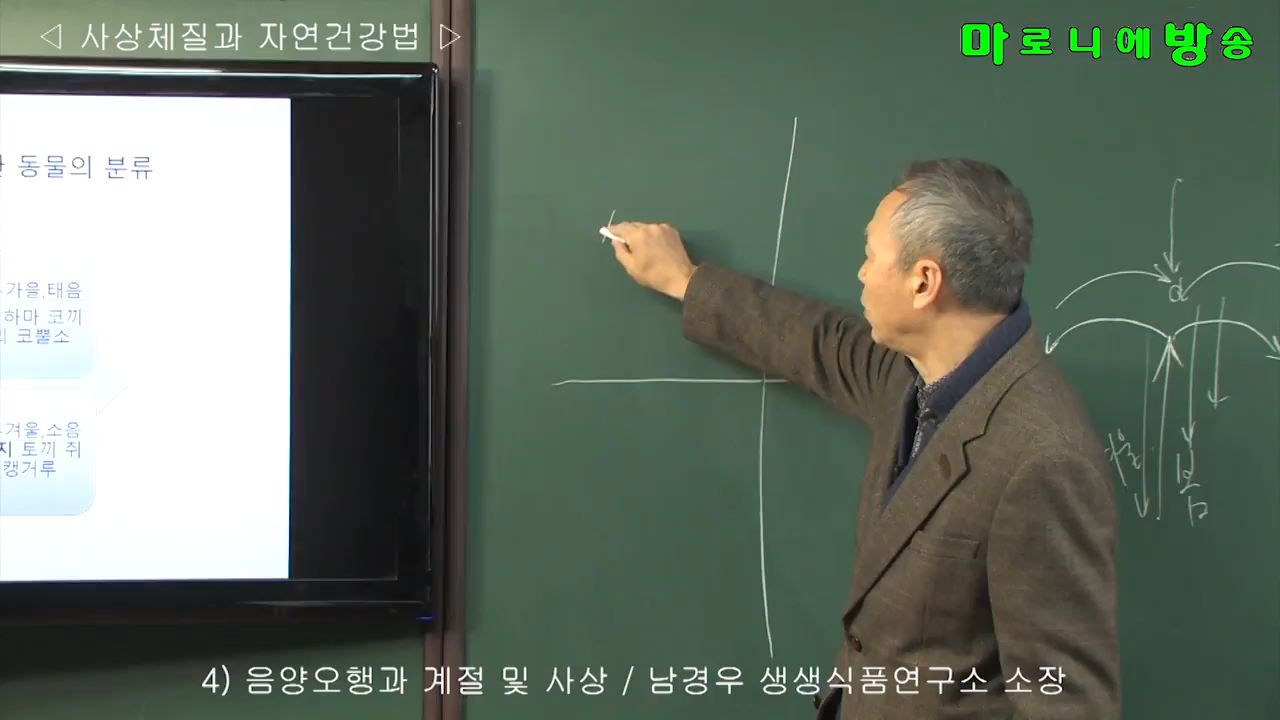 ◁ 사상체질과 자연건강법 ▷
마로니에방송
동물의 분류
가을,태음
하마 코끼
코뿔소
겨울,소음
지 토끼 쥐
캥거루
봄
4) 음양오행과 계절 및 사상 / 남경우 생생식품연구소 소장